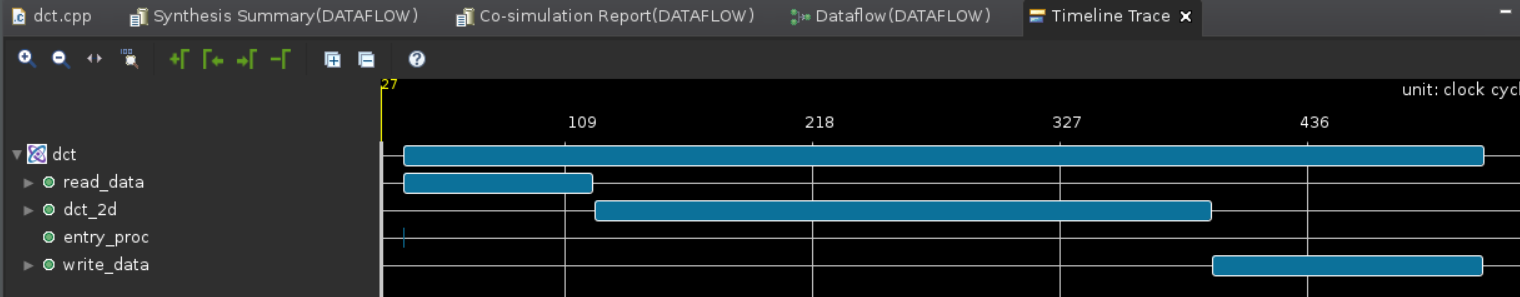 dct.cpp Synthesis Summary(DATAFLOW) Co-simulation Report(DATAFLOW) Dataflow(DATAFLOW) Timeline Trace
27
unit: clock cycl
109 218 327 436
dct
read_data
dct_2d
entry_proc
write_data